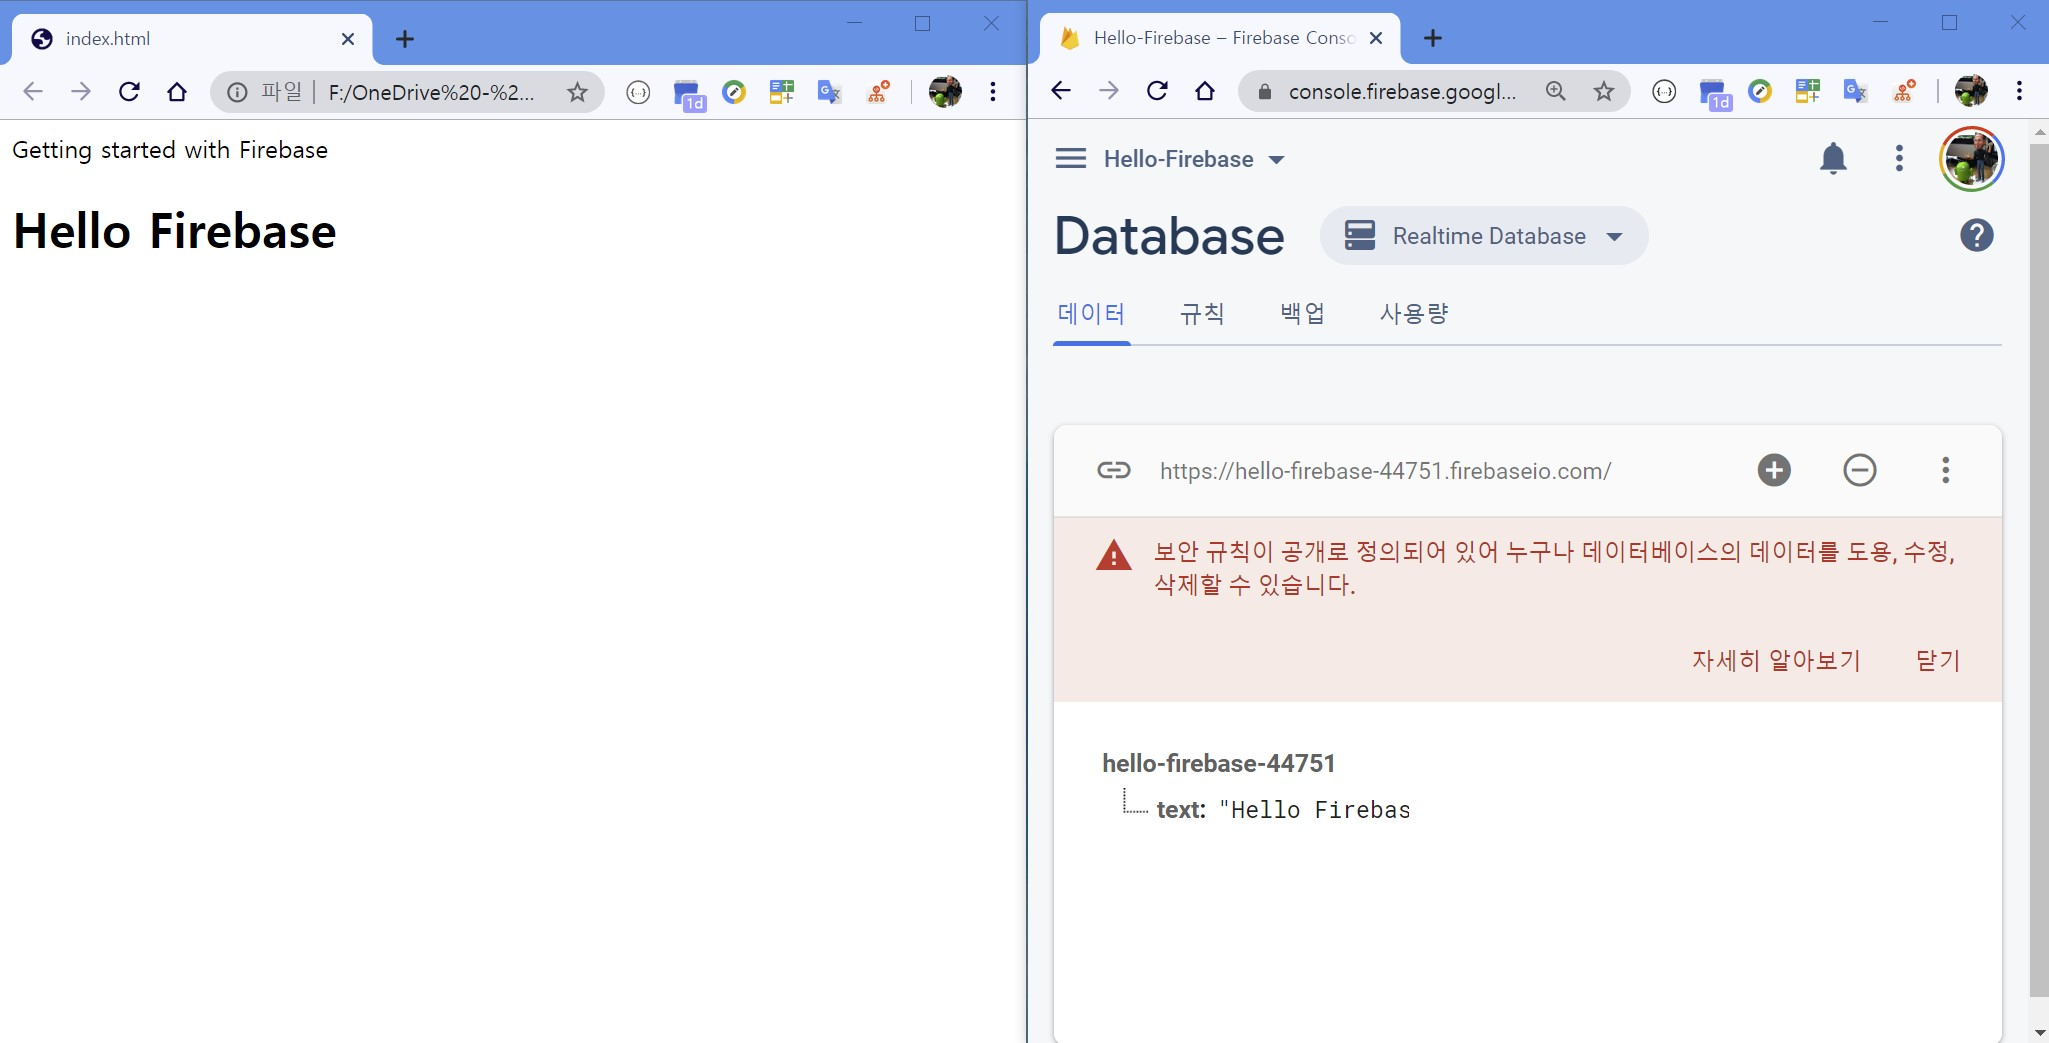 index.html
파일
F:/OneDrive%20-%2...
1d
Getting started with Firebase
Hello Firebase
Hello-Firebase – Firebase Conso
console.firebase.googl...
1d
Hello-Firebase
Database
Realtime Database
데이터 규칙 백업 사용량
https://hello-firebase-44751.firebaseio.com/
보안 규칙이 공개로 정의되어 있어 누구나 데이터베이스의 데이터를 도용, 수정,
삭제할 수 있습니다.
자세히 알아보기 닫기
hello-firebase-44751
text: "Hello Firebas